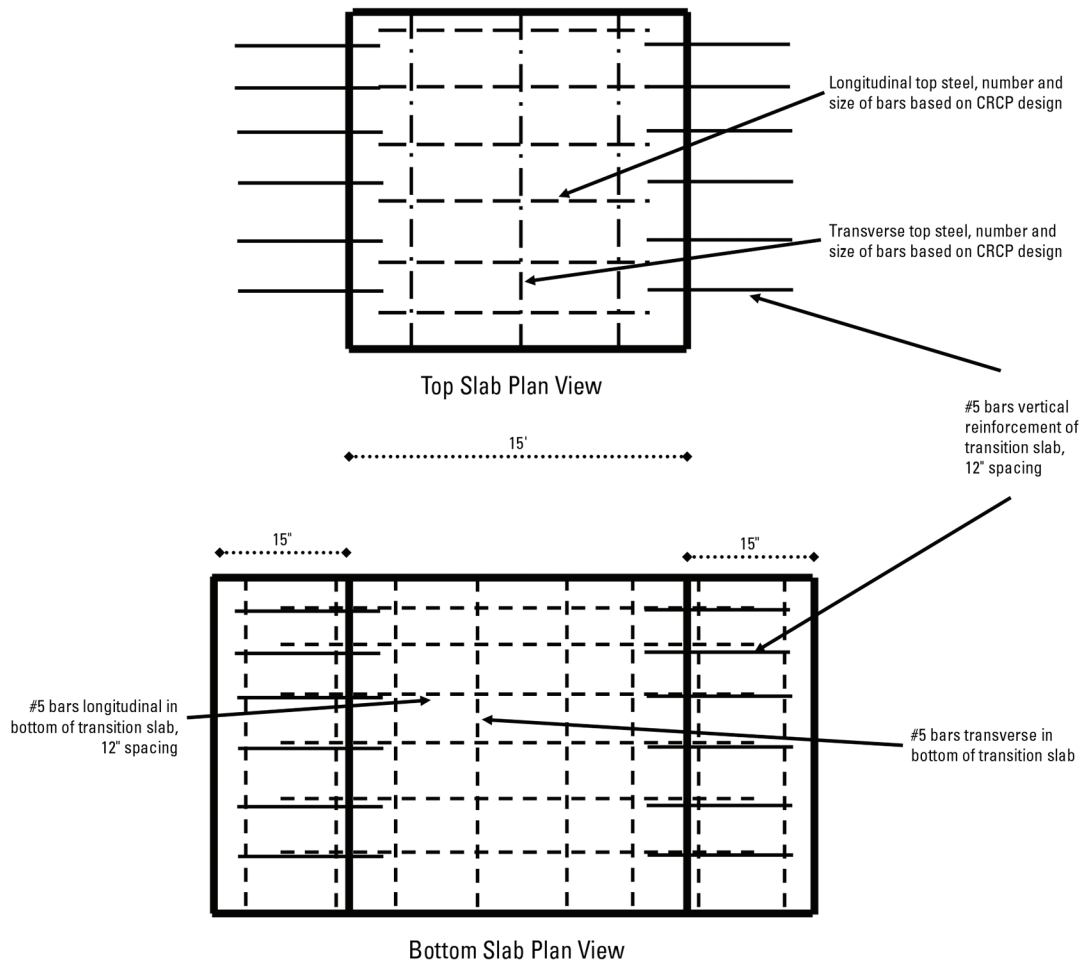 Longitudinal top steel, number and
size of bars based on CRCP design
Transverse top steel, number and
size of bars based on CRCP design
Top Slab Plan View
#5 bars vertical
reinforcement of
transition slab,
12" spacing
15'
15"
15"
#5 bars longitudinal in
bottom of transition slab,
12" spacing
#5 bars transverse in
bottom of transition slab
Bottom Slab Plan View